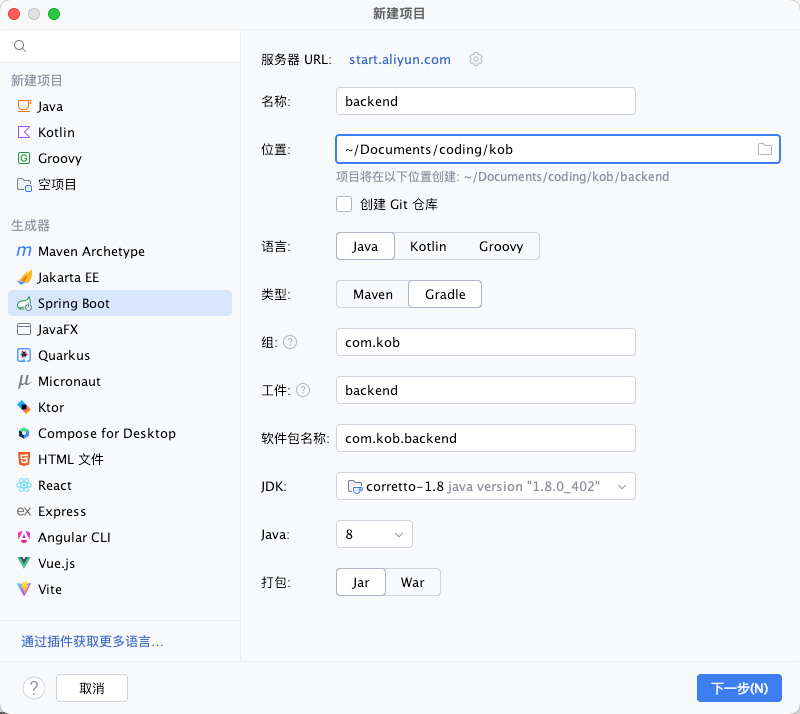 新建项目
新建项目
Java
Kotlin
Groovy
空项目
生成器
Maven Archetype
Jakarta EE
Spring Boot
JavaFX
Quarkus
Micronaut
Ktor
Compose for Desktop
HTML 文件
React
Express
Angular CLI
Vue.js
Vite
通过插件获取更多语言…
服务器 URL: start.aliyun.com
名称: backend
位置: ~/Documents/coding/kob
项目将在以下位置创建: ~/Documents/coding/kob/backend
创建 Git 仓库
语言: Java Kotlin Groovy
类型: Maven Gradle
组: ? com.kob
工件: ? backend
软件包名称: com.kob.backend
JDK: corretto-1.8 java version "1.8.0_402"
Java: 8
打包: Jar War
? 取消 下一步(N)